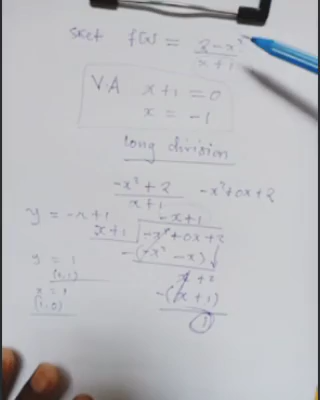 sket f(x) = 2-x² / x+1
VA x+1 = 0
x = -1
long division
-x²+2 / x+1
-x²+0x+2
y = -x+1
-x+1
x+1
-x²+0x+2
-(-x²-x)
x+2
-(x+1)
1
y = 1
(0,1)
x = 1
(1,0)